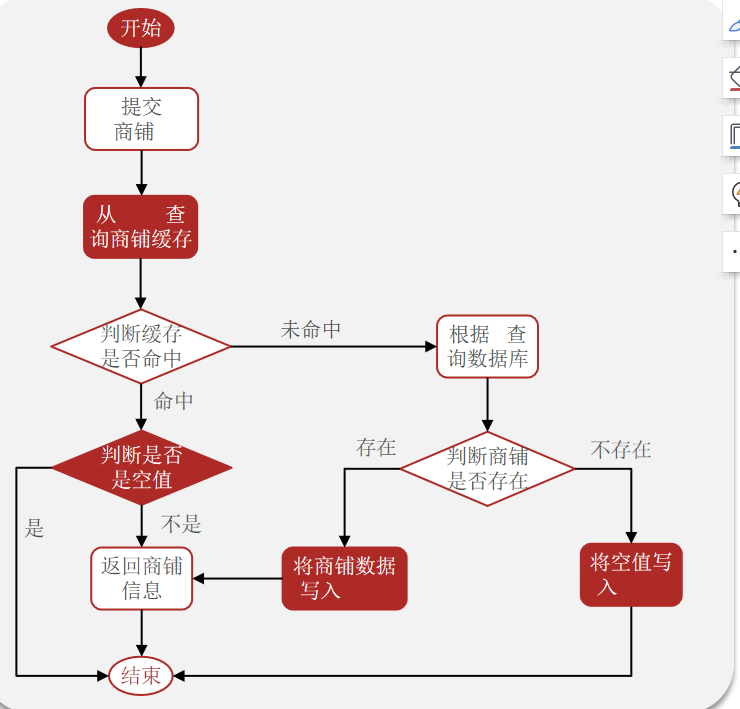 开始
提交
商铺
从 查
询商铺缓存
判断缓存
是否命中
未命中
根据 查
询数据库
命中
判断是否
是空值
存在
判断商铺
是否存在
不存在
是
不是
返回商铺
信息
将商铺数据
写入
将空值写
入
结束